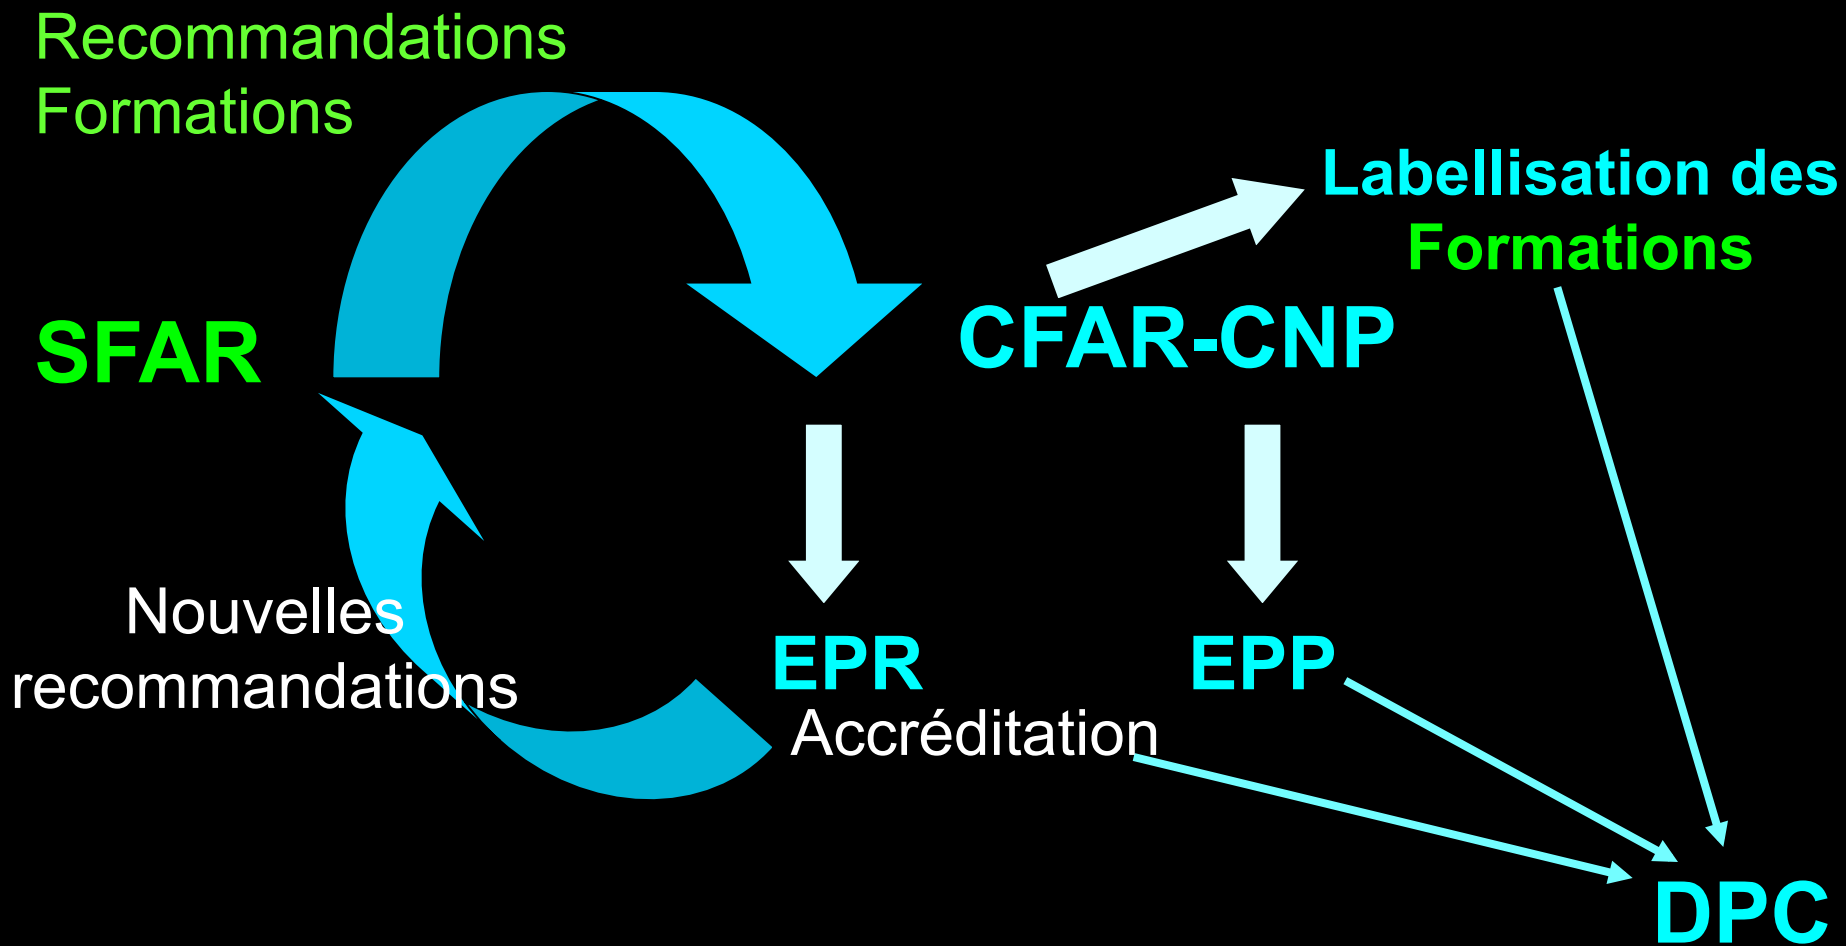 Recommandations
Formations
Labellisation des
Formations
SFAR
CFAR-CNP
Nouvelles
recommandations
EPR
EPP
Accréditation
DPC